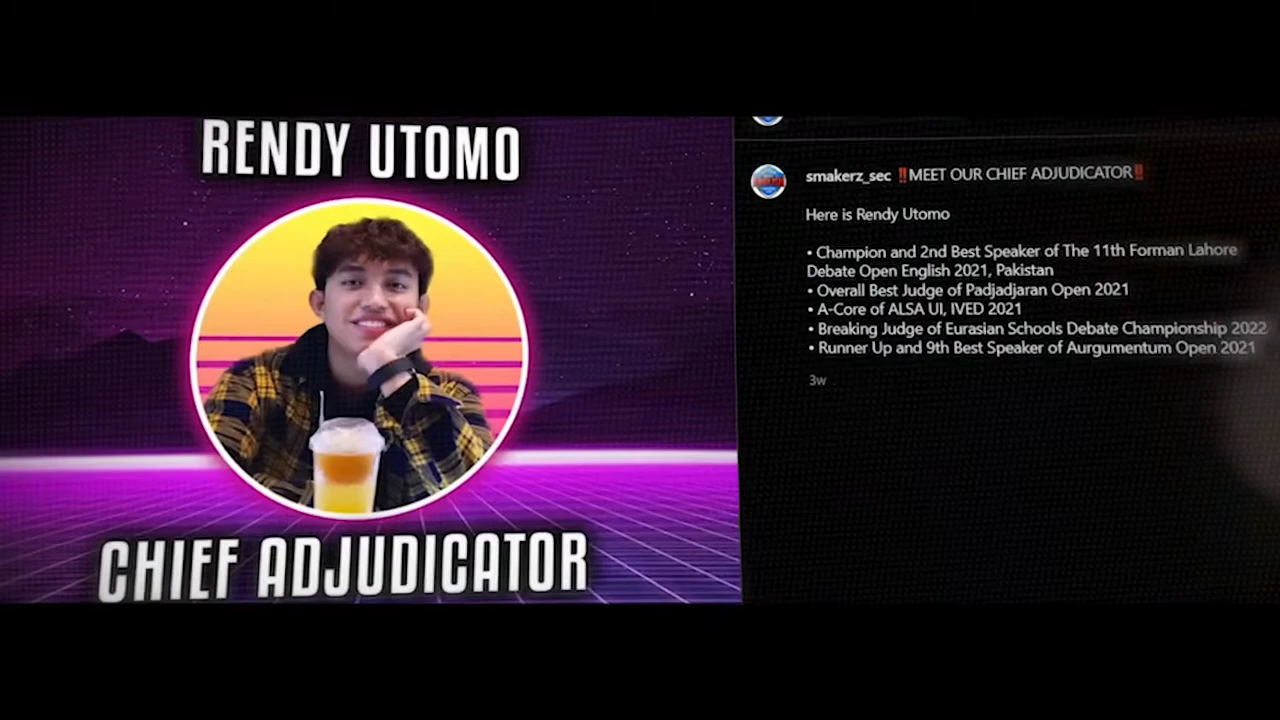 RENDY UTOMO
CHIEF ADJUDICATOR
smakerz_sec ‼MEET OUR CHIEF ADJUDICATOR‼
Here is Rendy Utomo
• Champion and 2nd Best Speaker of The 11th Forman Lahore
Debate Open English 2021, Pakistan
• Overall Best Judge of Padjadjaran Open 2021
• A-Core of ALSA UI, IVED 2021
• Breaking Judge of Eurasian Schools Debate Championship 2022
• Runner Up and 9th Best Speaker of Aurgumentum Open 2021
3w